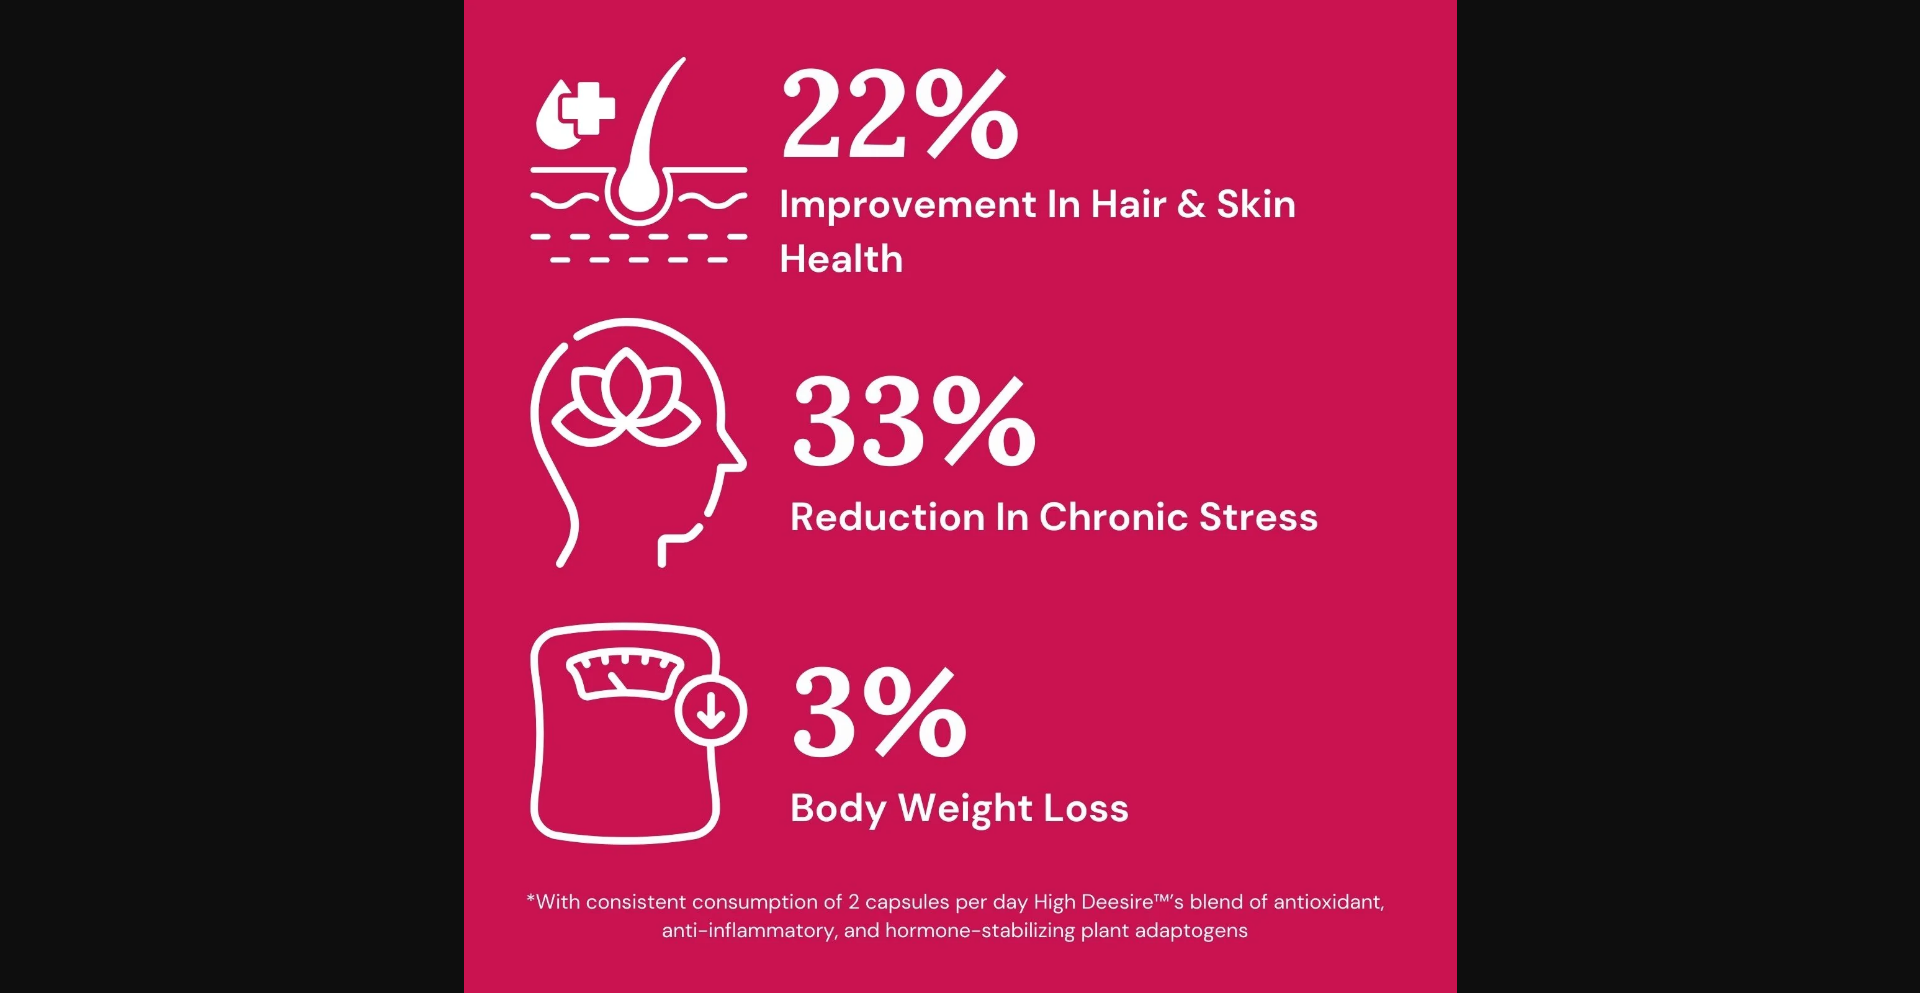 22%
Improvement In Hair & Skin
Health
33%
Reduction In Chronic Stress
3%
Body Weight Loss
*With consistent consumption of 2 capsules per day High Deesire™’s blend of antioxidant,
anti-inflammatory, and hormone-stabilizing plant adaptogens